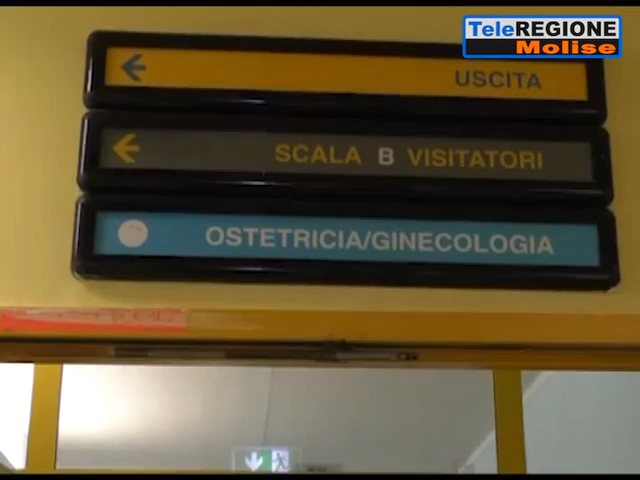 TeleREGIONE
Molise
USCITA
SCALA B VISITATORI
OSTETRICIA/GINECOLOGIA